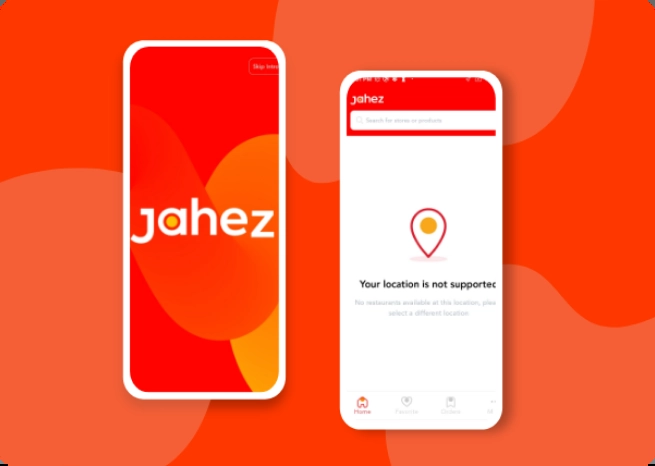 Skip Intro
Jahez
Jahez
Search for stores or products
Your location is not supported
No restaurants available at this location, pleas
select a different location
Home
Favorite
Orders